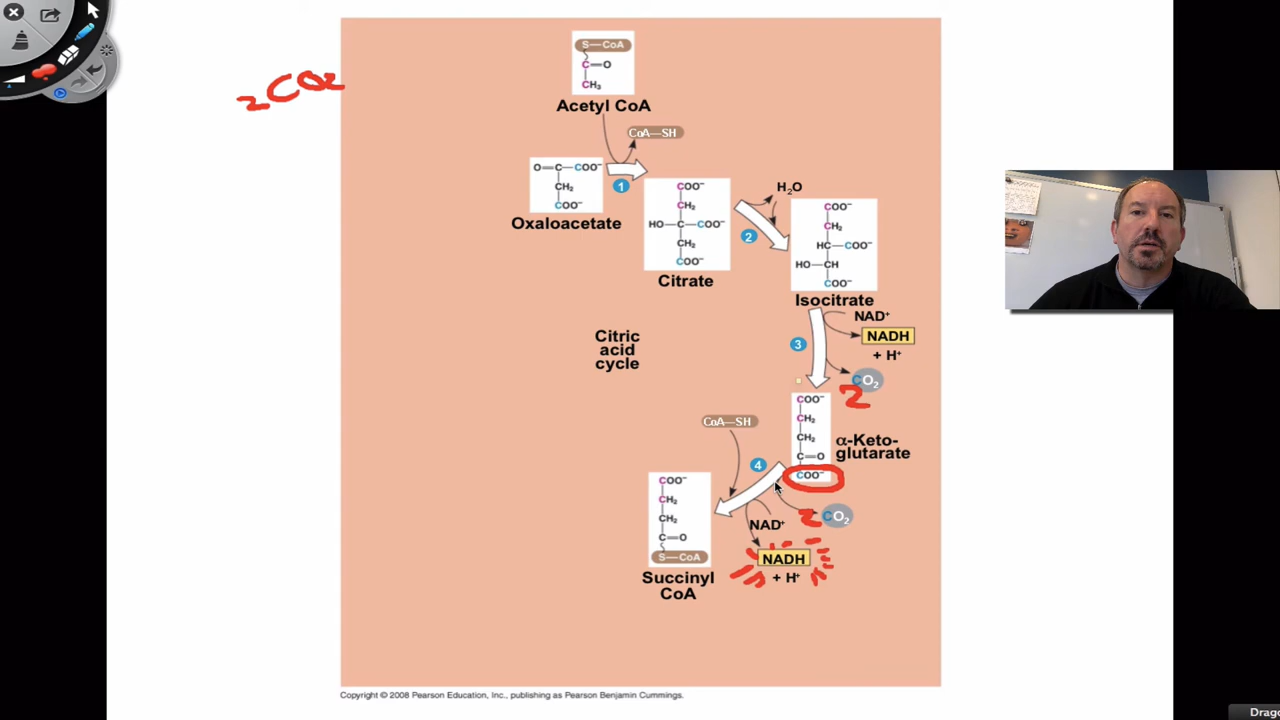 2CO2
S—CoA
C—O
CH₃
Acetyl CoA
CoA—SH
O=C—COO⁻
CH₂
COO⁻
1
Oxaloacetate
COO⁻
CH₂
HO—C—COO⁻
CH₂
COO⁻
Citrate
H₂O
2
COO⁻
CH₂
HC—COO⁻
HO—CH
COO⁻
Isocitrate
NAD⁺
NADH
+ H⁺
3
CO₂
2
Citric
acid
cycle
COO⁻
CH₂
CH₂
C=O
COO⁻
α-Keto-
glutarate
CoA—SH
4
COO⁻
CH₂
CH₂
C=O
S—CoA
Succinyl
CoA
2 CO₂
NAD⁺
NADH
+ H⁺
Copyright © 2008 Pearson Education, Inc., publishing as Pearson Benjamin Cummings.
Drago